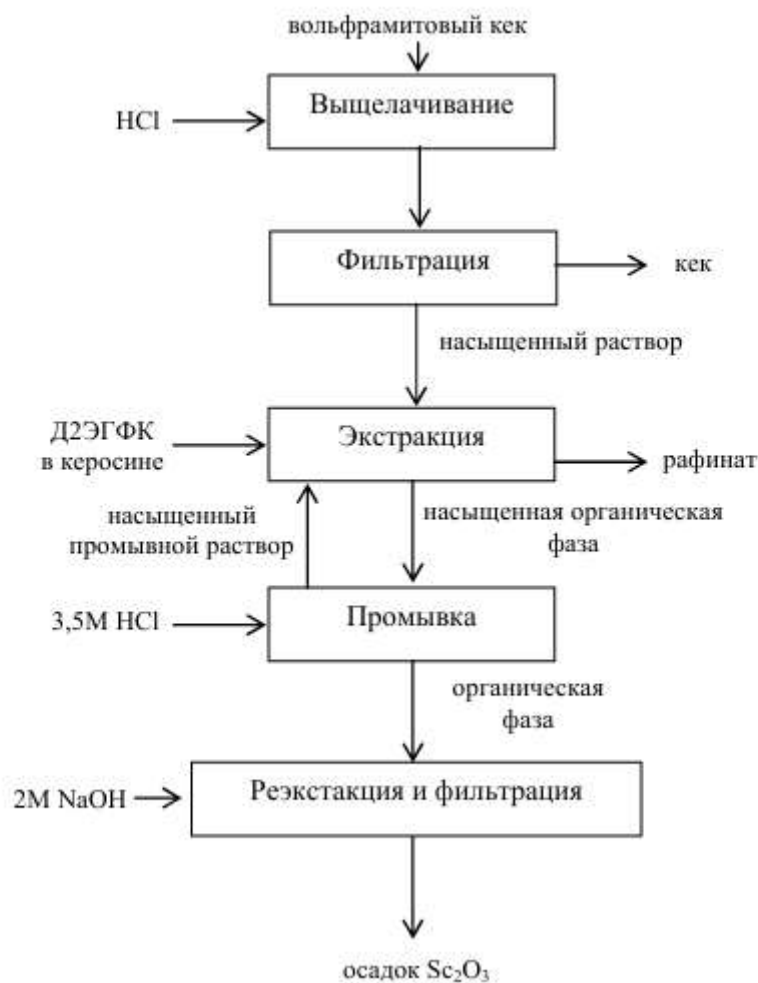 вольфрамитовый кек
Выщелачивание
HCl
Фильтрация
кек
насыщенный раствор
Д2ЭГФК
в керосине
Экстракция
рафинат
насыщенный
промывной раствор
насыщенная органическая
фаза
3,5М HCl
Промывка
органическая
фаза
2М NaOH
Реэкстакция и фильтрация
осадок Sc₂O₃